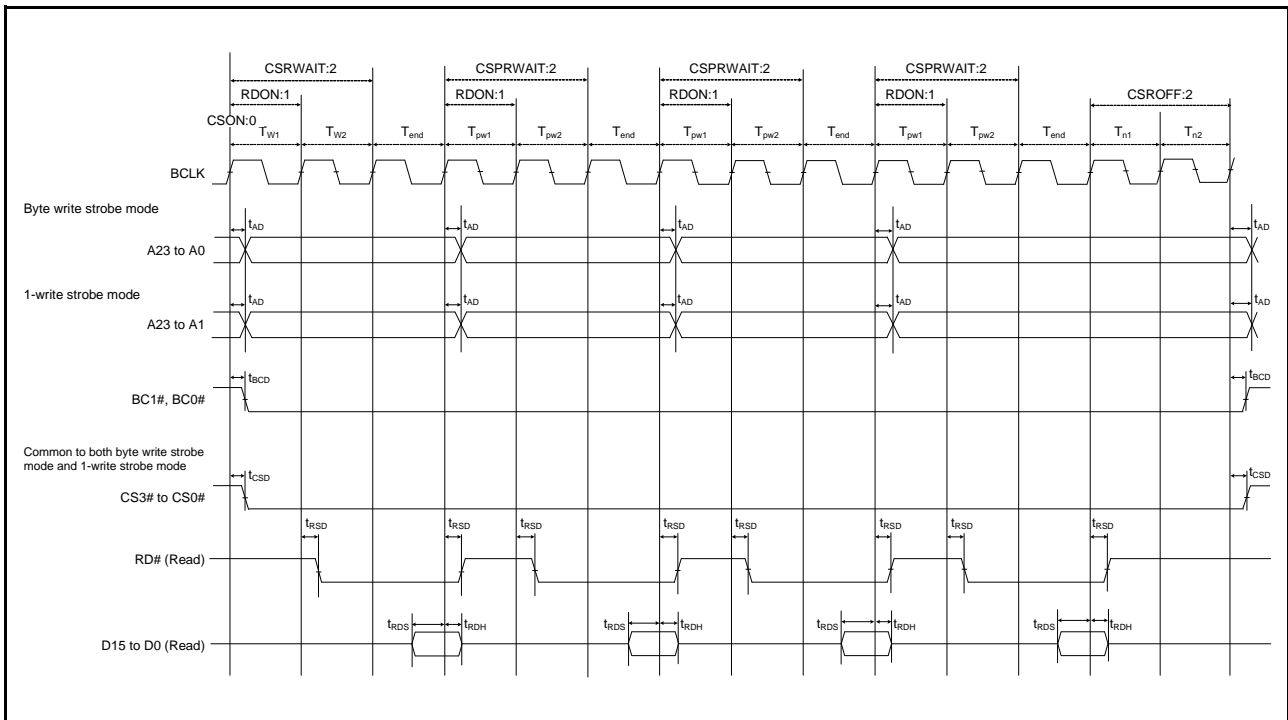 CSRWAIT:2 CSPRWAIT:2 CSPRWAIT:2 CSPRWAIT:2
RDON:1 RDON:1 RDON:1 RDON:1 CSROFF:2
CSON:0
TW1 TW2 Tend Tpw1 Tpw2 Tend Tpw1 Tpw2 Tend Tpw1 Tpw2 Tend Tn1 Tn2
BCLK
Byte write strobe mode
tAD tAD tAD tAD tAD
A23 to A0
1-write strobe mode
tAD tAD tAD tAD tAD
A23 to A1
tBCD tBCD
BC1#, BC0#
Common to both byte write strobe
mode and 1-write strobe mode
tCSD tCSD
CS3# to CS0#
tRSD tRSD tRSD tRSD tRSD tRSD tRSD tRSD
RD# (Read)
tRDS tRDH tRDS tRDH tRDS tRDH tRDS tRDH
D15 to D0 (Read)